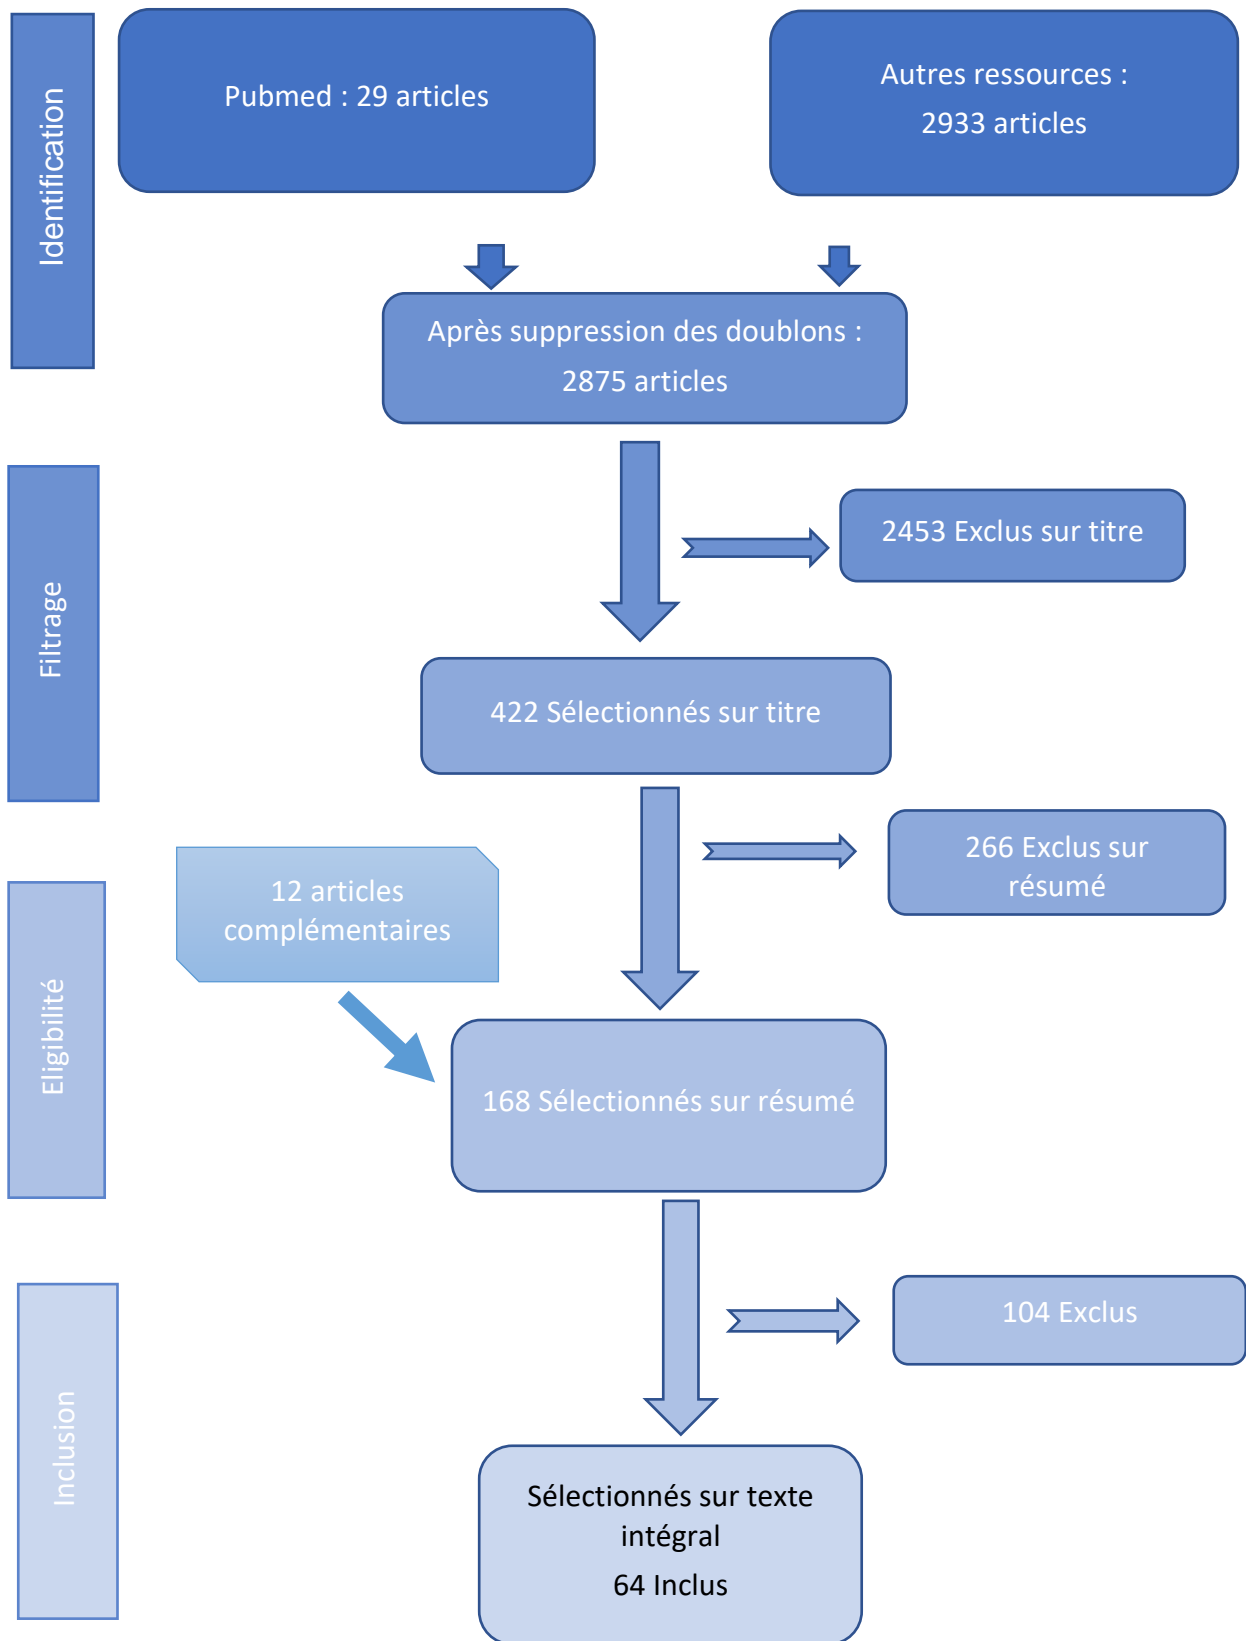 Identification
Pubmed : 29 articles
Autres ressources :
2933 articles
Après suppression des doublons :
2875 articles
Filtrage
2453 Exclus sur titre
422 Sélectionnés sur titre
266 Exclus sur
résumé
12 articles
complémentaires
Eligibilité
168 Sélectionnés sur résumé
104 Exclus
Inclusion
Sélectionnés sur texte
intégral
64 Inclus